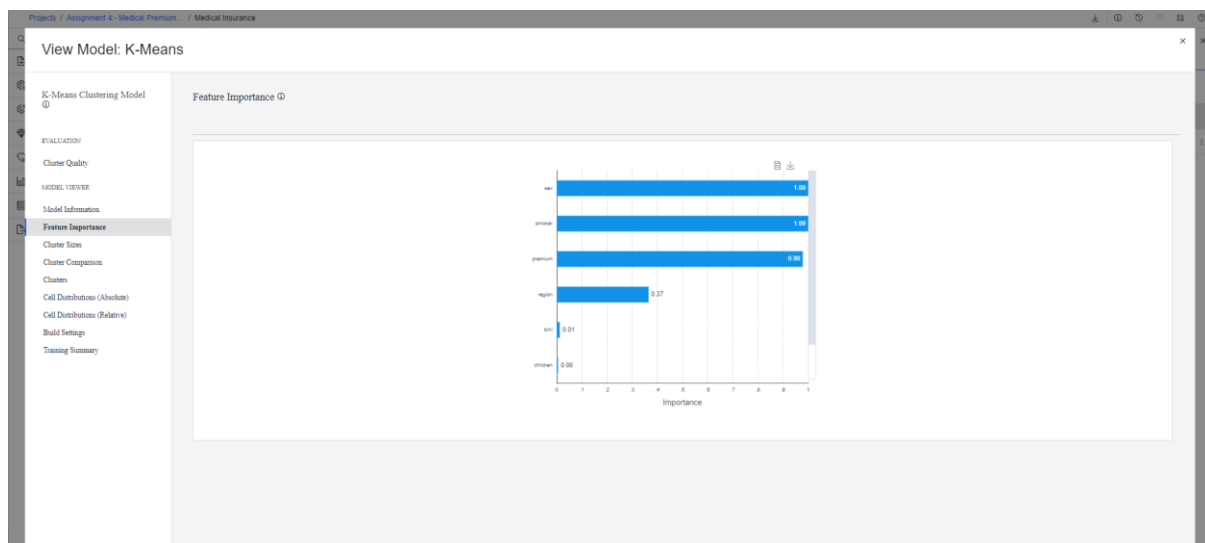 Projects / Assignment 4 - Medical Premium... / Medical Insurance
View Model: K-Means
K-Means Clustering Model
EVALUATION
Cluster Quality
MODEL VIEWER
Model Information
Feature Importance
Cluster Sizes
Cluster Comparison
Clusters
Cell Distributions (Absolute)
Cell Distributions (Relative)
Build Settings
Training Summary
Feature Importance
sex 1.00
smoker 1.00
premium 0.98
region 0.37
bmi 0.01
children 0.00
0 .1 .2 .3 .4 .5 .6 .7 .8 .9 1
Importance